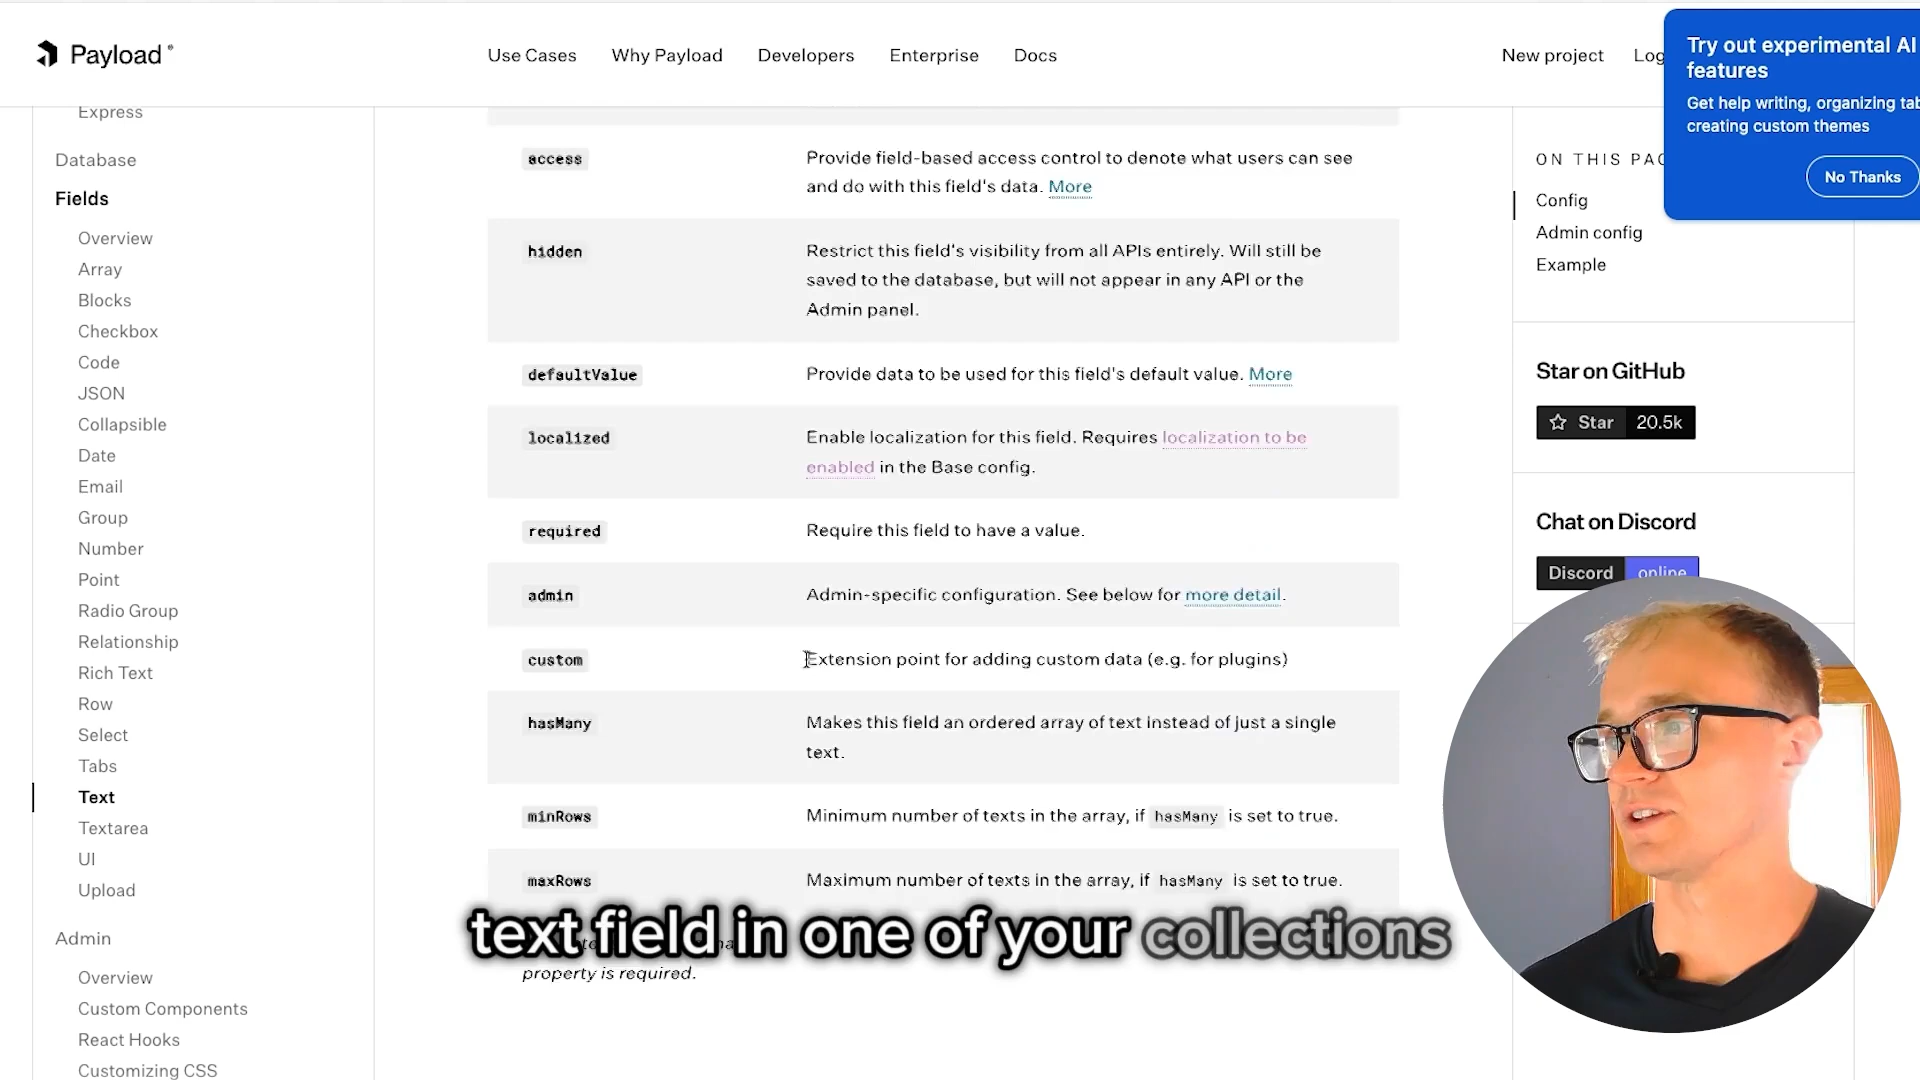 Payload
Use Cases
Why Payload
Developers
Enterprise
Docs
New project
Log
Try out experimental AI
features
Get help writing, organizing tab
creating custom themes
No Thanks
Express
Database
Fields
Overview
Array
Blocks
Checkbox
Code
JSON
Collapsible
Date
Email
Group
Number
Point
Radio Group
Relationship
Rich Text
Row
Select
Tabs
Text
Textarea
UI
Upload
Admin
Overview
Custom Components
React Hooks
Customizing CSS
access
Provide field-based access control to denote what users can see
and do with this field's data. More
hidden
Restrict this field's visibility from all APIs entirely. Will still be
saved to the database, but will not appear in any API or the
Admin panel.
defaultValue
Provide data to be used for this field's default value. More
localized
Enable localization for this field. Requires localization to be
enabled in the Base config.
required
Require this field to have a value.
admin
Admin-specific configuration. See below for more detail.
custom
Extension point for adding custom data (e.g. for plugins)
hasMany
Makes this field an ordered array of text instead of just a single
text.
minRows
Minimum number of texts in the array, if hasMany is set to true.
maxRows
Maximum number of texts in the array, if hasMany is set to true.
property is required.
text field in one of your collections
ON THIS PAG
Config
Admin config
Example
Star on GitHub
Star 20.5k
Chat on Discord
Discord online